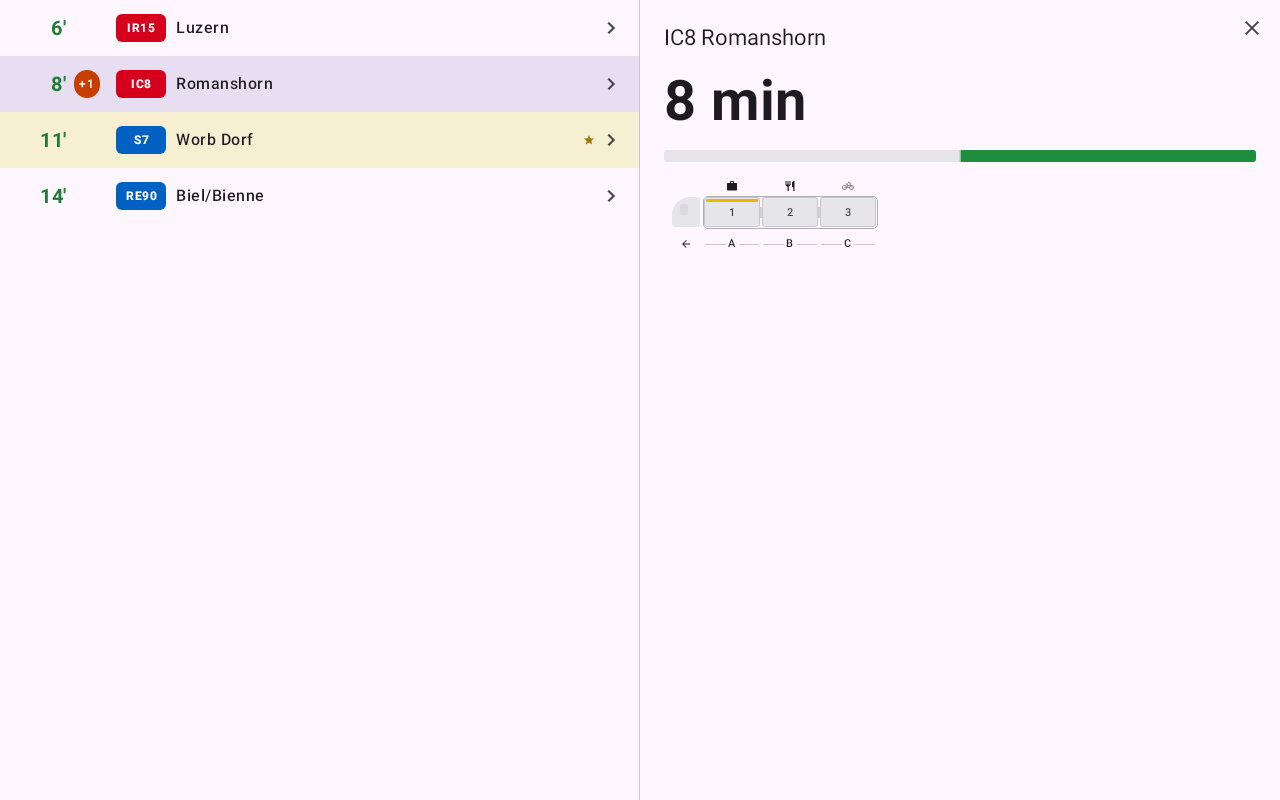 6' IR15 Luzern
8' +1 IC8 Romanshorn
11' S7 Worb Dorf
14' RE90 Biel/Bienne
IC8 Romanshorn
8 min
1 2 3
A B C